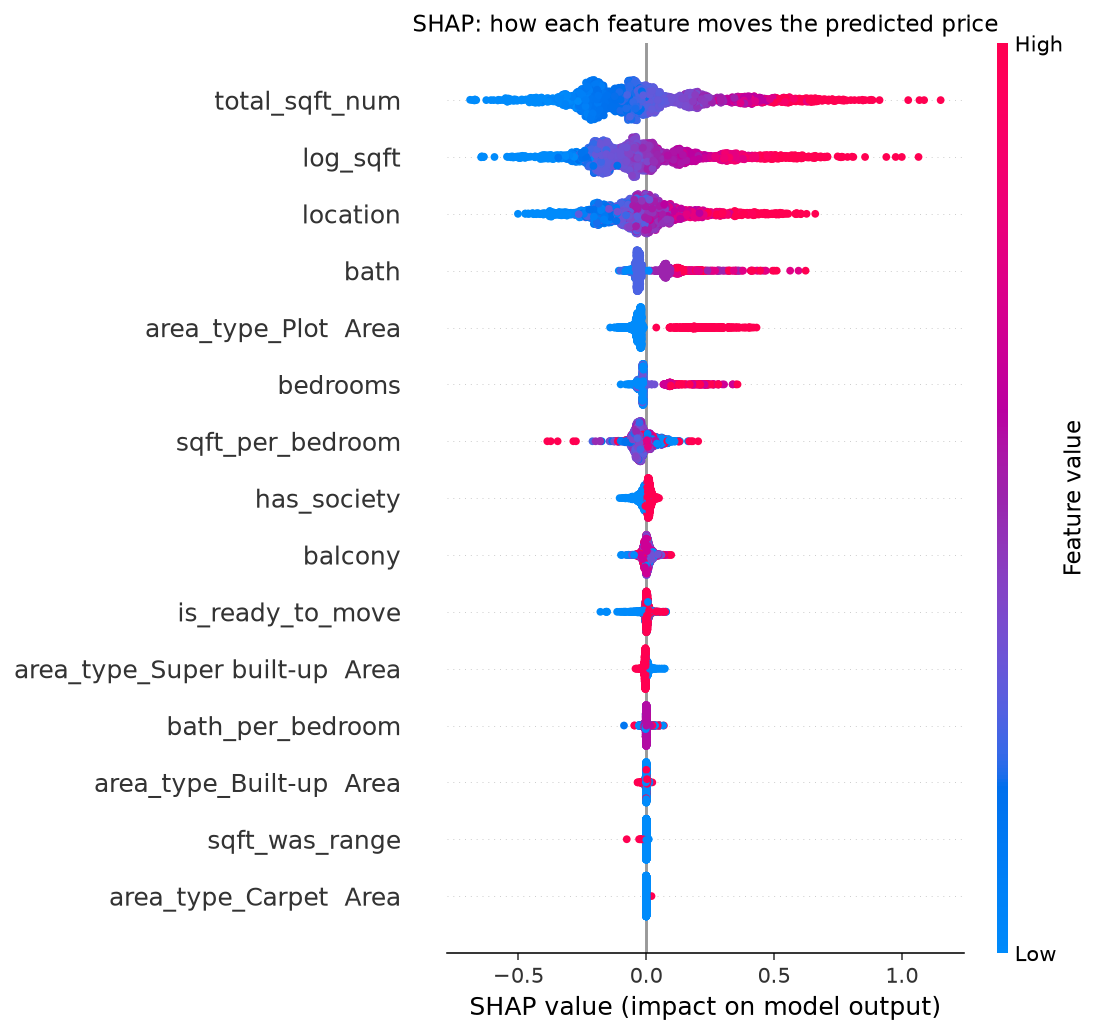 SHAP: how each feature moves the predicted price
High
total_sqft_num
log_sqft
location
bath
area_type_Plot  Area
bedrooms
sqft_per_bedroom
has_society
balcony
is_ready_to_move
area_type_Super built-up  Area
bath_per_bedroom
area_type_Built-up  Area
sqft_was_range
area_type_Carpet  Area
Feature value
Low
−0.5 0.0 0.5 1.0
SHAP value (impact on model output)